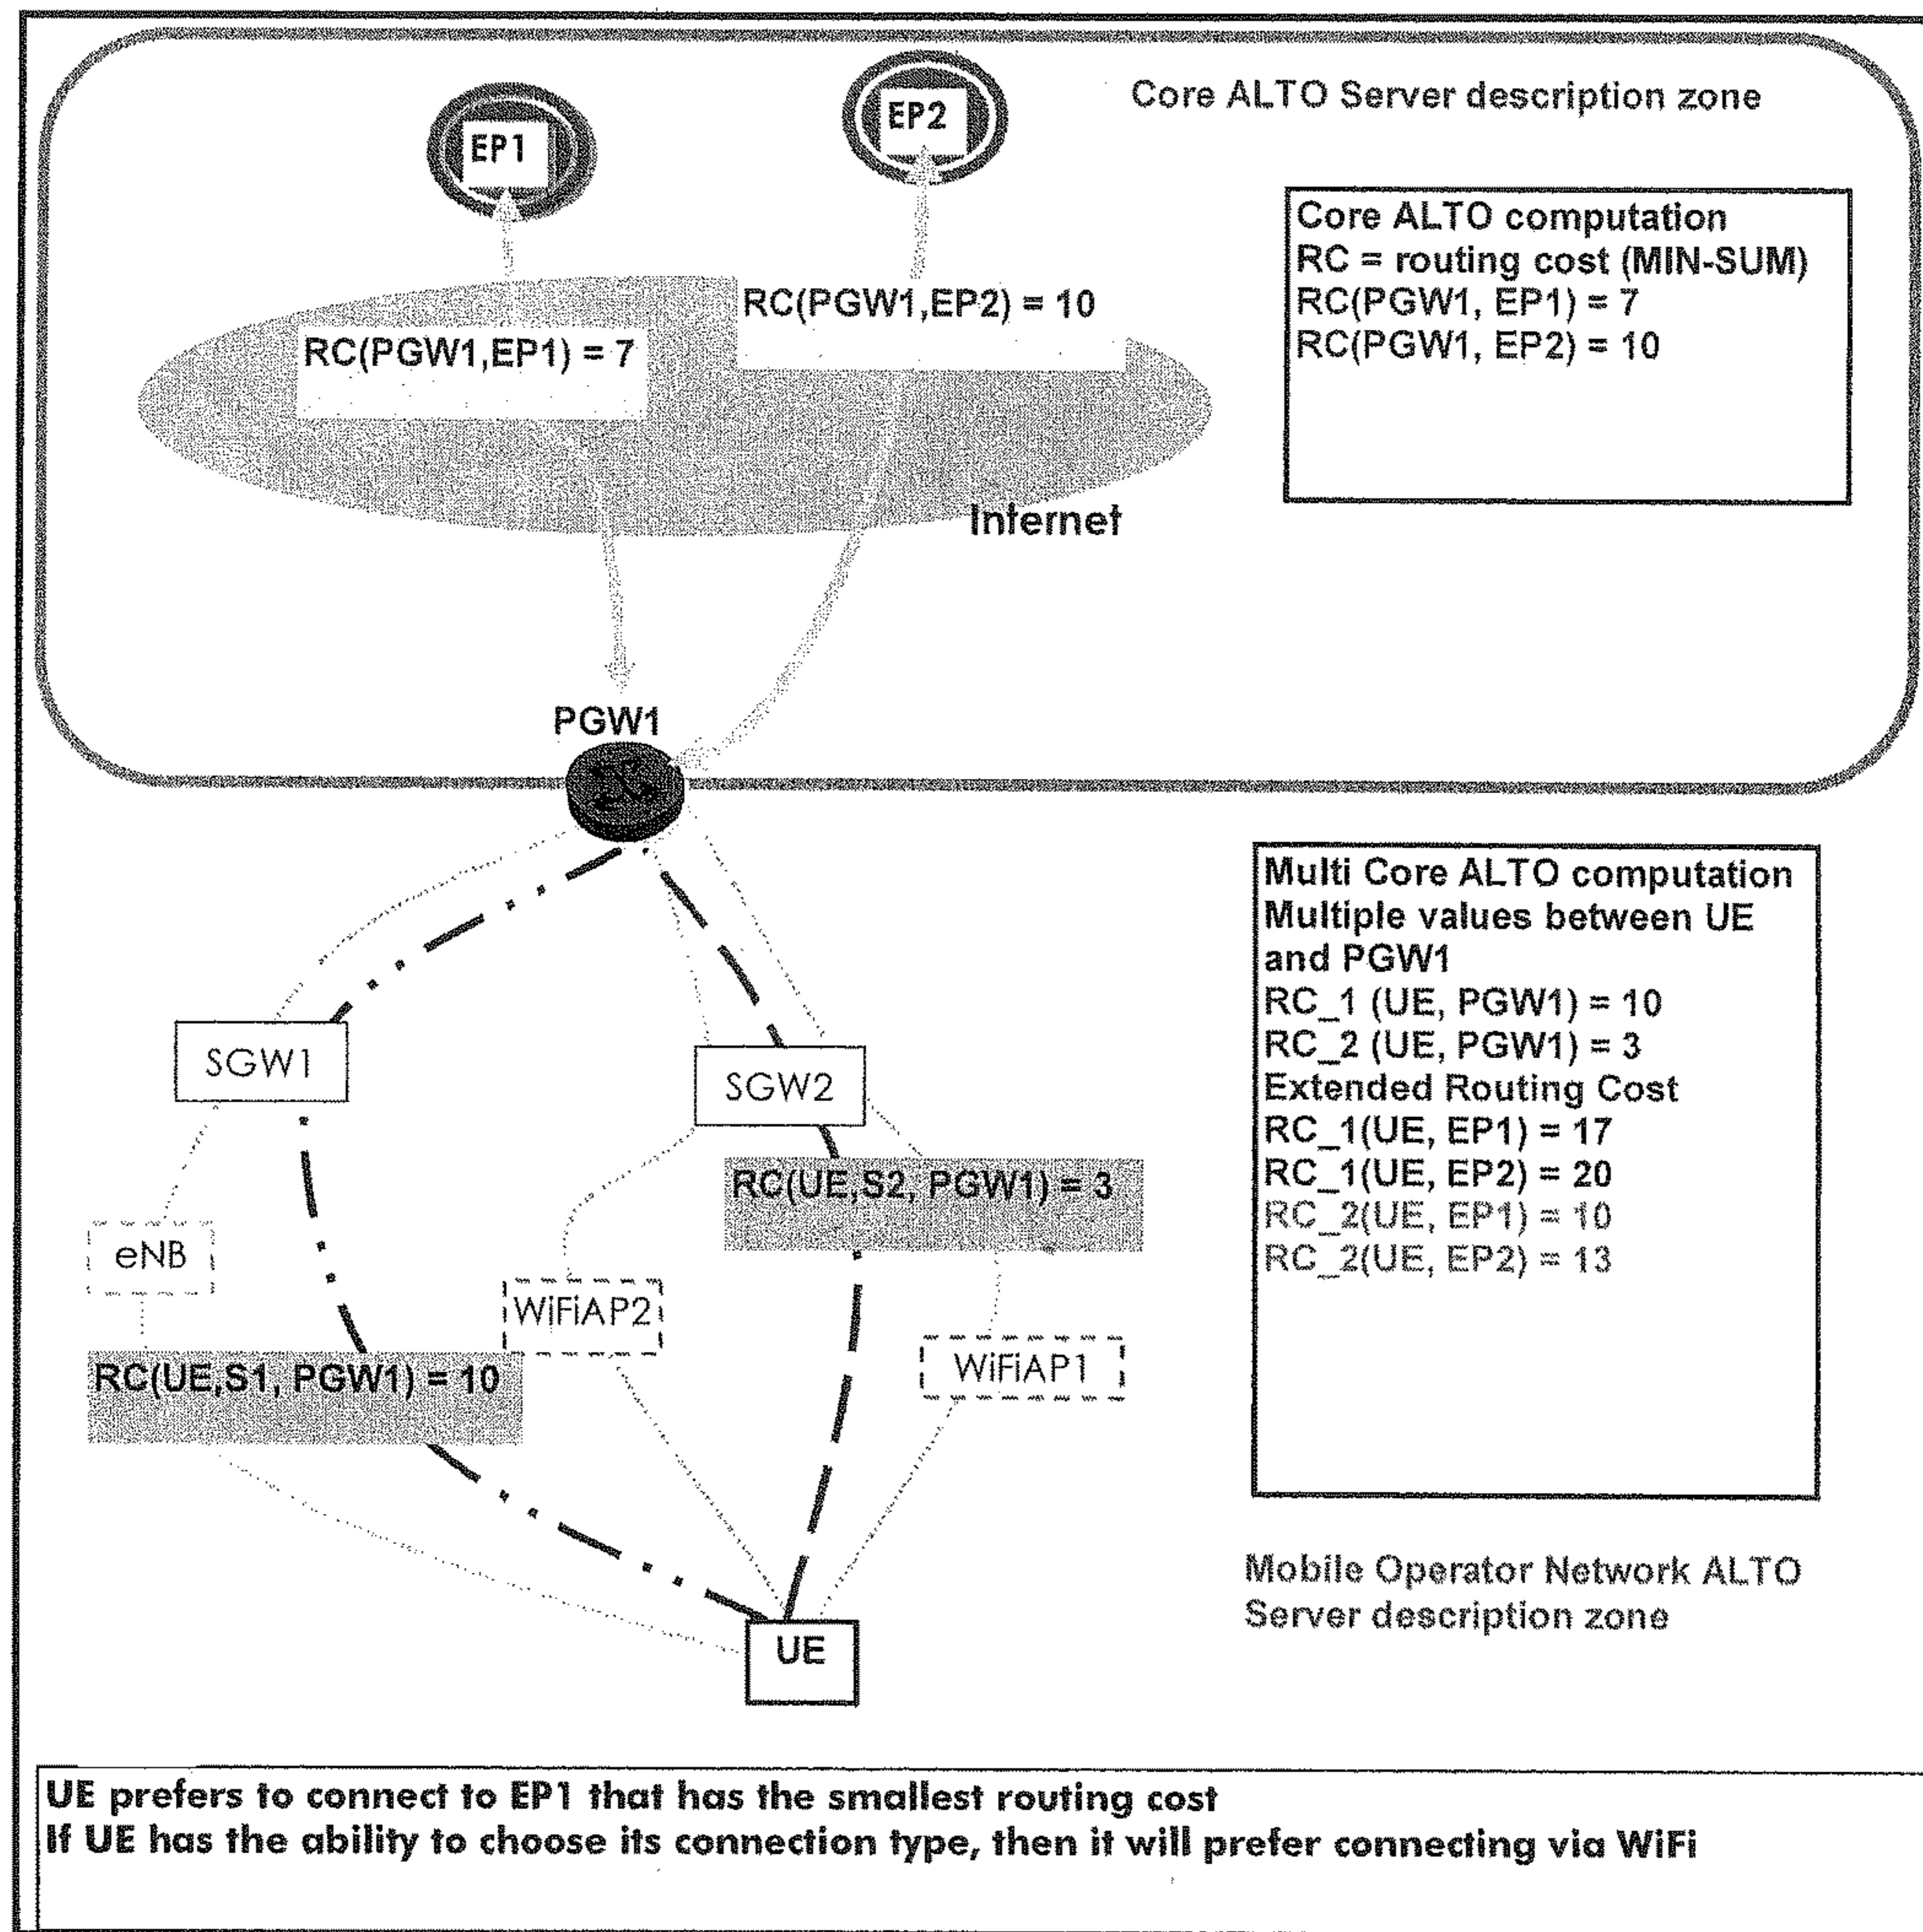 Core ALTO Server description zone
EP1
EP2
Core ALTO computation
RC = routing cost (MIN-SUM)
RC(PGW1, EP1) = 7
RC(PGW1, EP2) = 10
RC(PGW1,EP2) = 10
RC(PGW1,EP1) = 7
Internet
PGW1
Multi Core ALTO computation
Multiple values between UE
and PGW1
RC_1 (UE, PGW1) = 10
RC_2 (UE, PGW1) = 3
Extended Routing Cost
RC_1(UE, EP1) = 17
RC_1(UE, EP2) = 20
RC_2(UE, EP1) = 10
RC_2(UE, EP2) = 13
SGW1
SGW2
RC(UE,S2, PGW1) = 3
eNB
WiFiAP2
WiFiAP1
RC(UE,S1, PGW1) = 10
Mobile Operator Network ALTO
Server description zone
UE
UE prefers to connect to EP1 that has the smallest routing cost
If UE has the ability to choose its connection type, then it will prefer connecting via WiFi